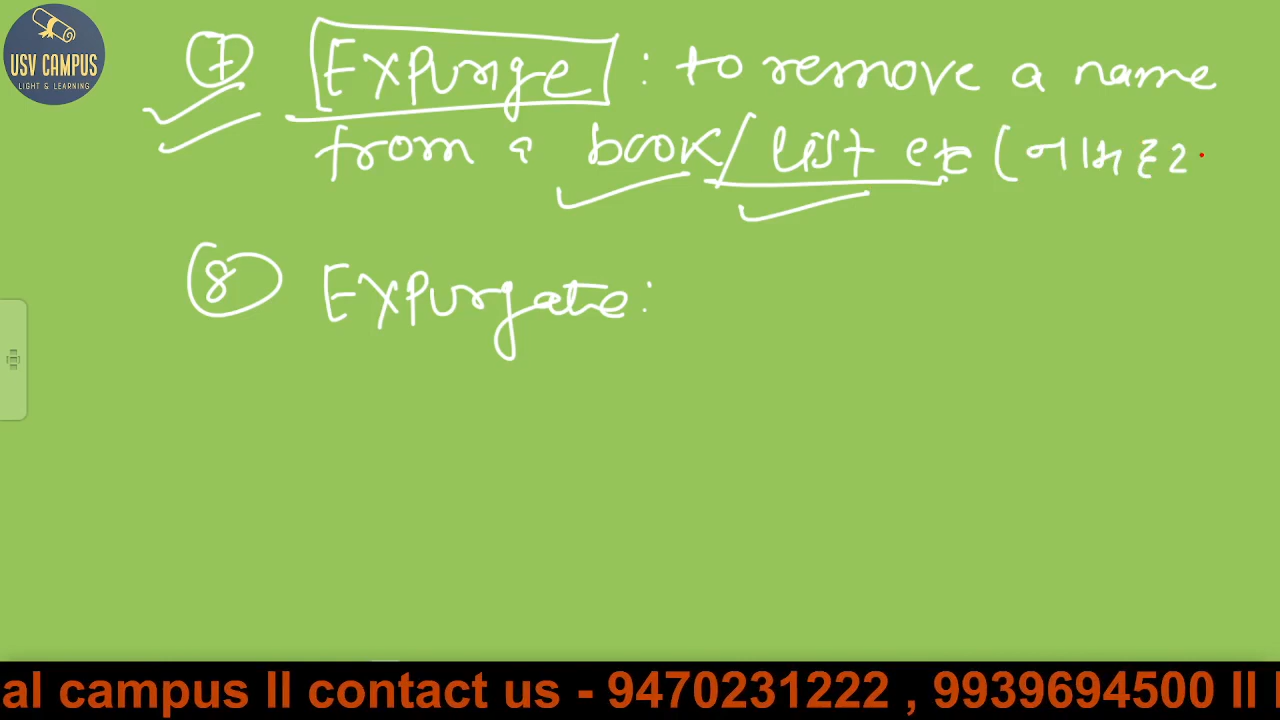 USV CAMPUS
LIGHT & LEARNING
7 Expurge : to remove a name
from a book/list etc (
8 Expurgate :
al campus II contact us - 9470231222 , 9939694500 II